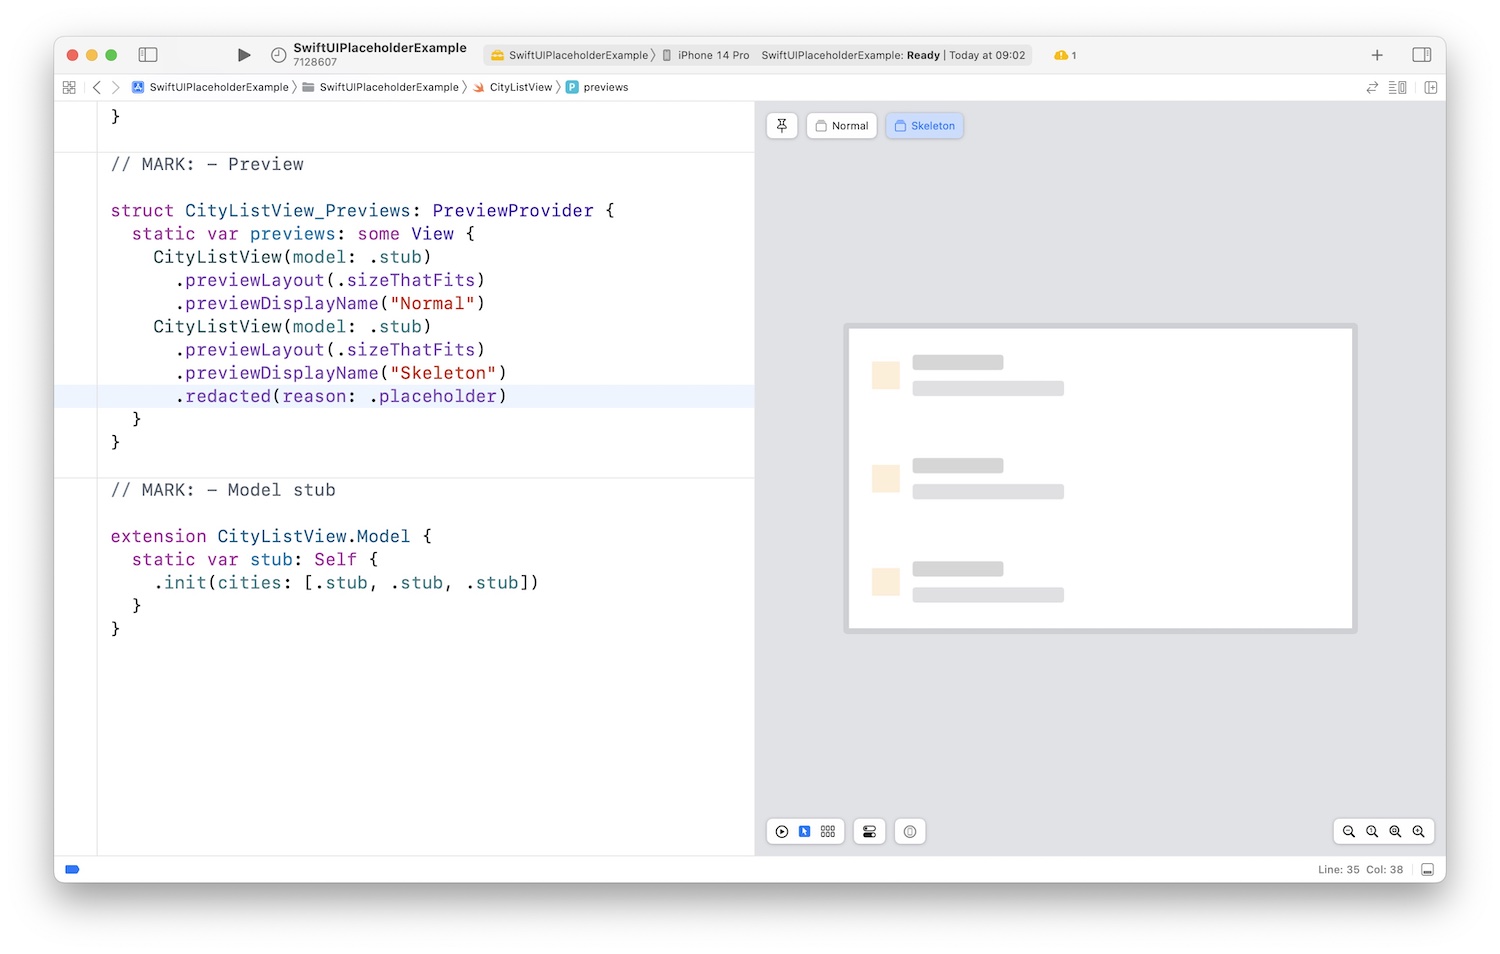 SwiftUIPlaceholderExample
7128607
SwiftUIPlaceholderExample 〉 iPhone 14 Pro SwiftUIPlaceholderExample: Ready | Today at 09:02
1
SwiftUIPlaceholderExample 〉 SwiftUIPlaceholderExample 〉 CityListView 〉 P previews
}
// MARK: - Preview
struct CityListView_Previews: PreviewProvider {
static var previews: some View {
CityListView(model: .stub)
.previewLayout(.sizeThatFits)
.previewDisplayName("Normal")
CityListView(model: .stub)
.previewLayout(.sizeThatFits)
.previewDisplayName("Skeleton")
.redacted(reason: .placeholder)
}
}
// MARK: - Model stub
extension CityListView.Model {
static var stub: Self {
.init(cities: [.stub, .stub, .stub])
}
}
Normal
Skeleton
Line: 35 Col: 38